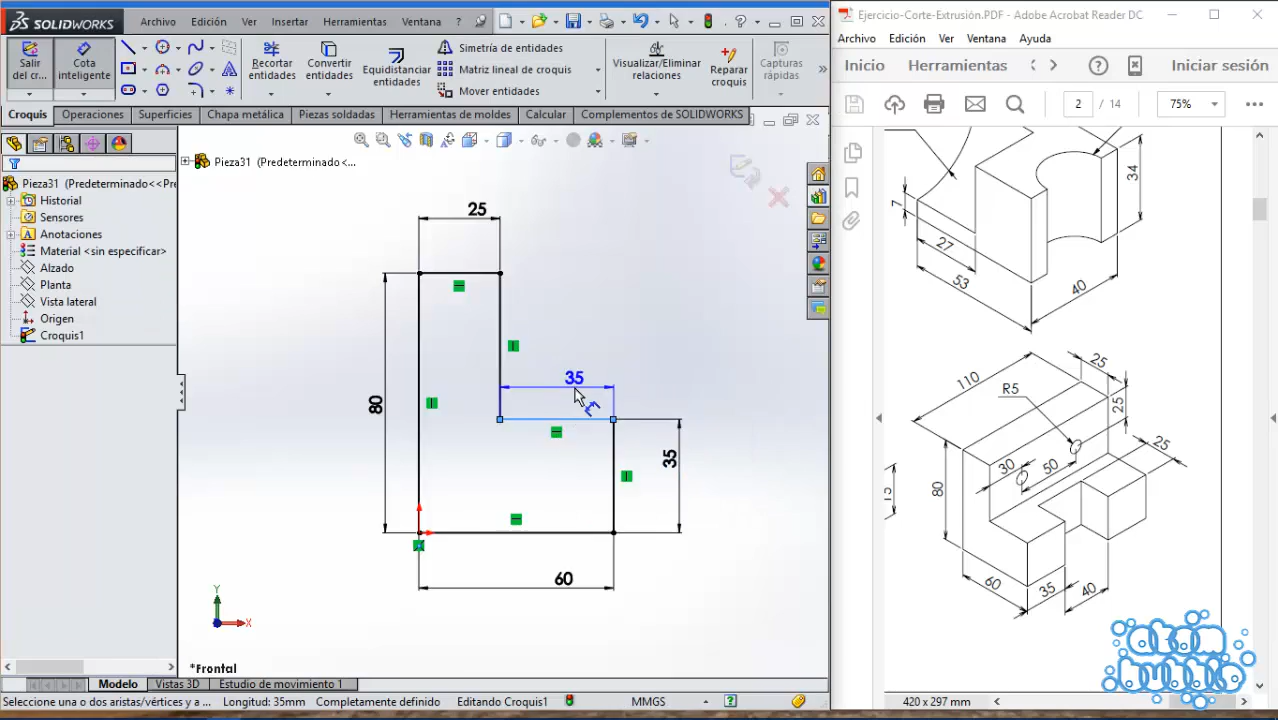 SOLIDWORKS
Archivo Edición Ver Insertar Herramientas Ventana ?
Salir del cr...
Cota inteligente
Recortar entidades
Convertir entidades
Equidistanciar entidades
Simetría de entidades
Matriz lineal de croquis
Mover entidades
Visualizar/Eliminar relaciones
Reparar croquis
Capturas rápidas
Croquis Operaciones Superficies Chapa metálica Piezas soldadas Herramientas de moldes Calcular Complementos de SOLIDWORKS
Pieza31 (Predeterminado<<Pre
Historial
Sensores
Anotaciones
Material <sin especificar>
Alzado
Planta
Vista lateral
Origen
Croquis1
Pieza31 (Predeterminado<...
25
35
80
35
60
Y
X
*Frontal
Modelo Vistas 3D Estudio de movimiento 1
Seleccione una o dos aristas/vértices y a ... Longitud: 35mm Completamente definido Editando Croquis1 MMGS
Ejercicio-Corte-Extrusión.PDF - Adobe Acrobat Reader DC
Archivo Edición Ver Ventana Ayuda
Inicio Herramientas Iniciar sesión
2 / 14 75%
34
7
27
53
40
110
25
R5
25
25
30
50
80
15
60
35
40
420 x 297 mm